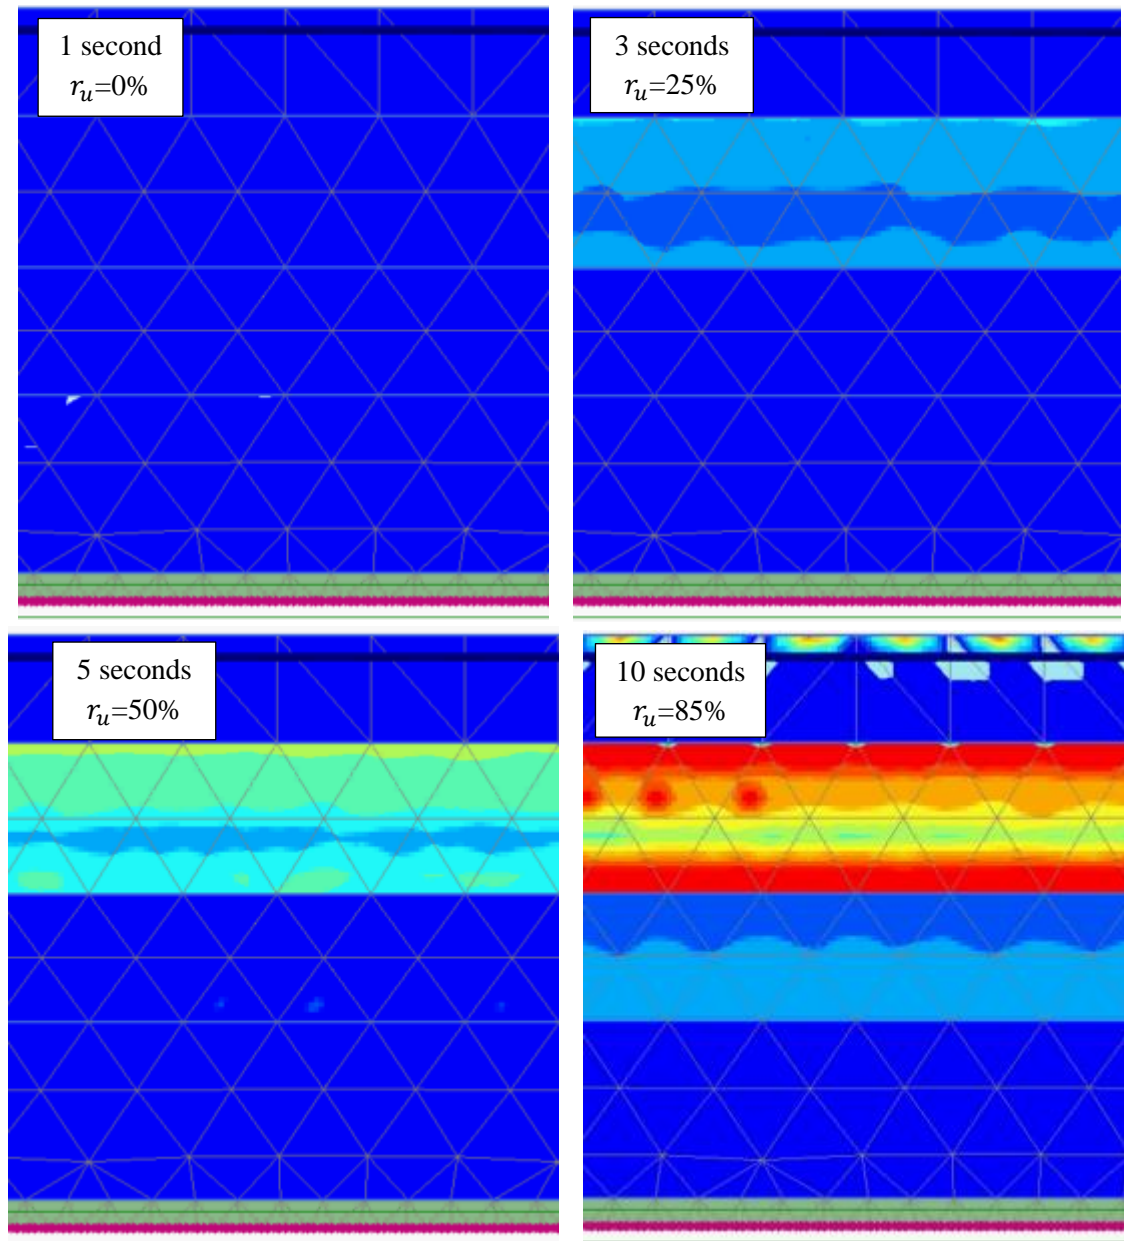 1 second
r_u=0%
3 seconds
r_u=25%
5 seconds
r_u=50%
10 seconds
r_u=85%